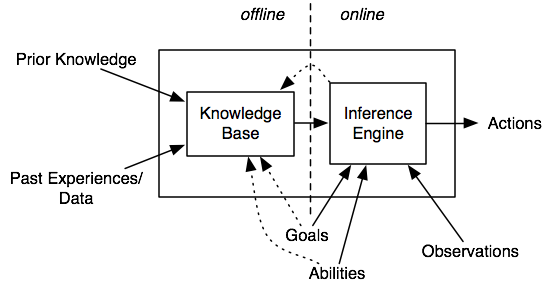 offline
online
Prior Knowledge
Knowledge
Base
Inference
Engine
Actions
Past Experiences/
Data
Goals
Abilities
Observations